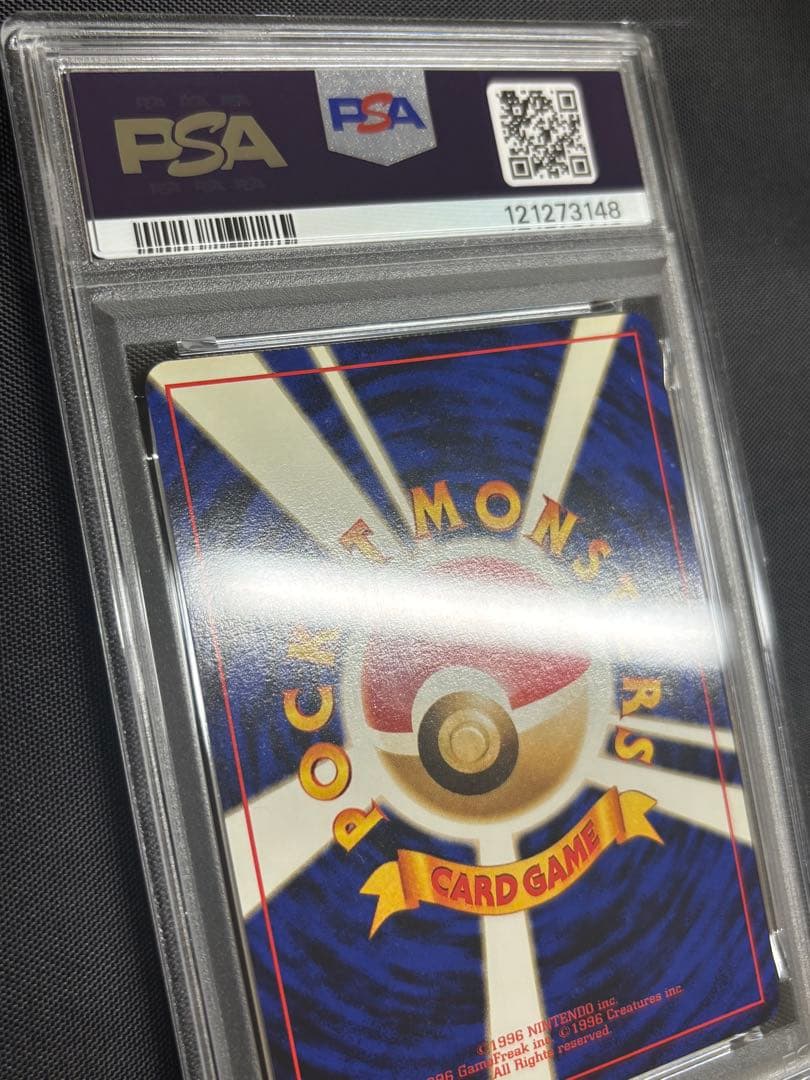 PSA
PSA
121273148
POCKET MONSTERS
CARD GAME
©1996 NINTENDO inc.
©1996 Creatures inc.
GameFreak inc.
All Rights reserved.